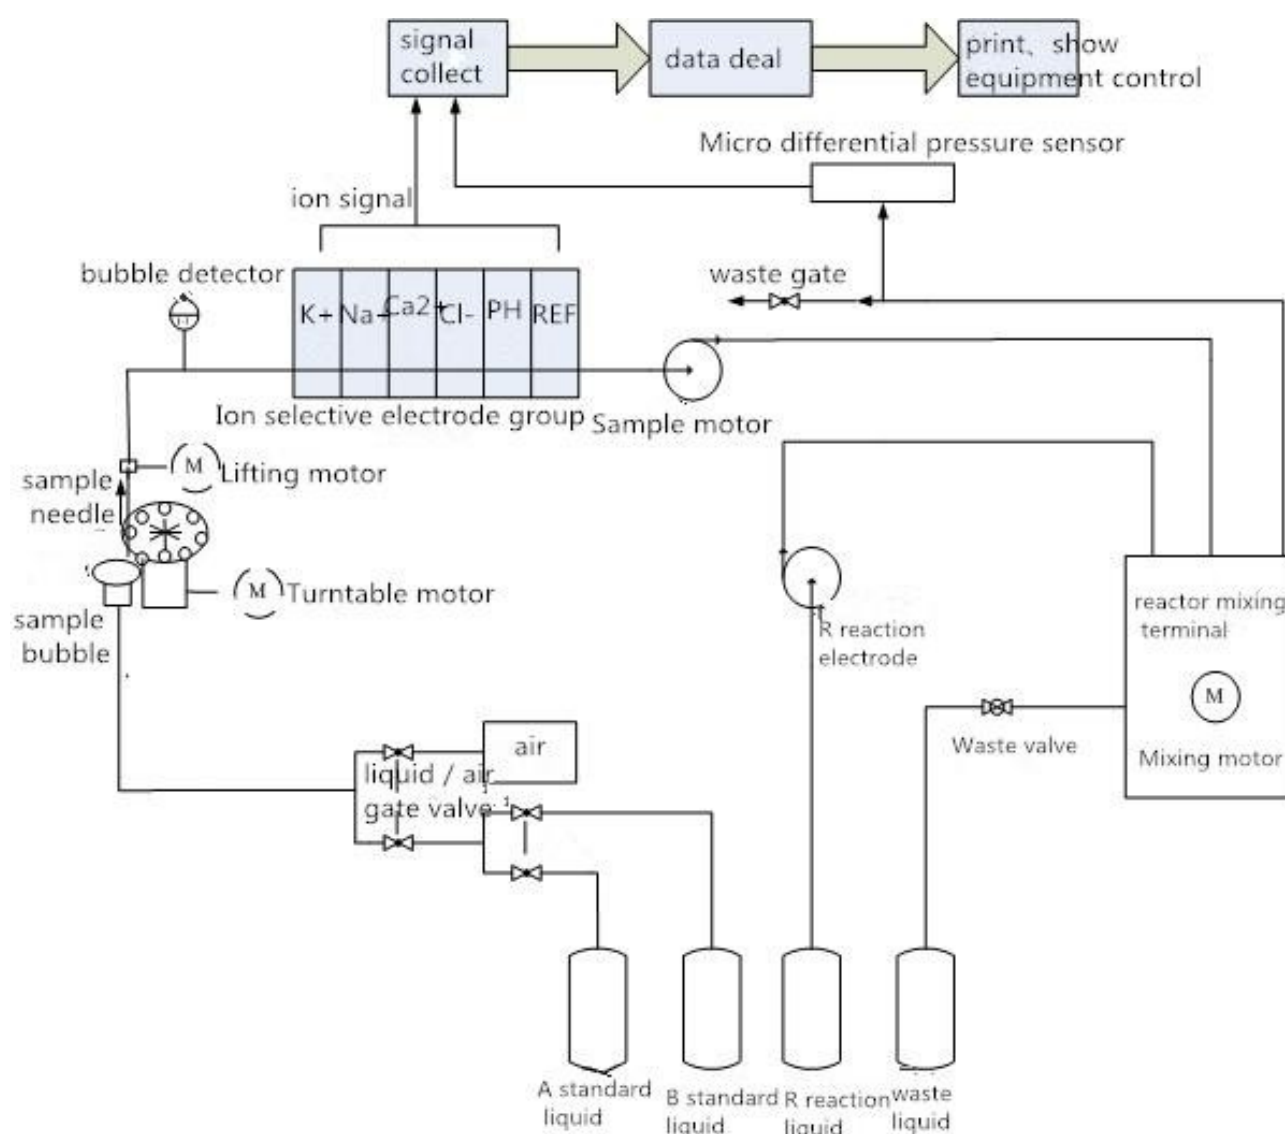 signal
collect
data deal
print、show
equipment control
Micro differential pressure sensor
ion signal
bubble detector
waste gate
K+
Na+
Ca2+
Cl-
PH
REF
Ion selective electrode group
Sample motor
M
Lifting motor
sample
needle
M
Turntable motor
sample
bubble
R reaction
electrode
reactor mixing
terminal
M
Mixing motor
Waste valve
air
liquid / air
gate valve
A standard
liquid
B standard
liquid
R reaction
liquid
waste
liquid